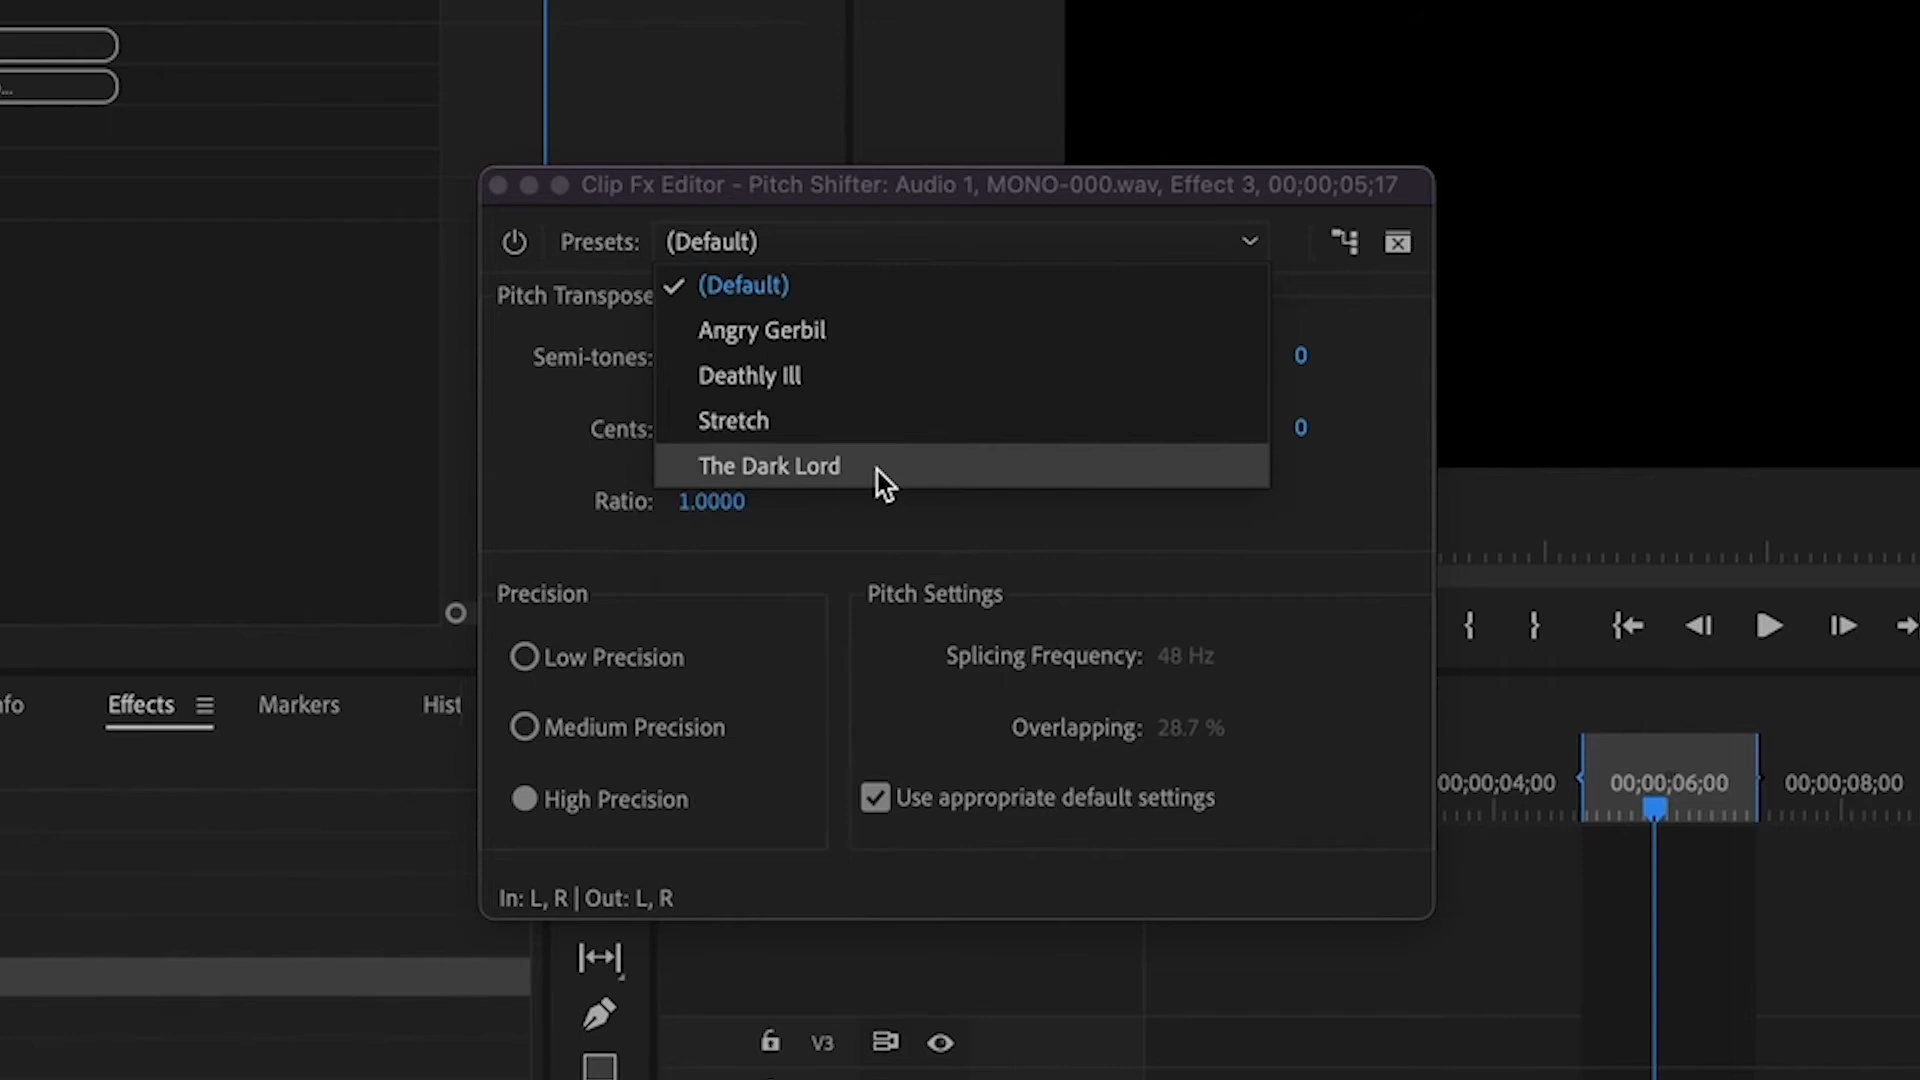 ...
Clip Fx Editor - Pitch Shifter: Audio 1, MONO-000.wav, Effect 3, 00;00;05;17
Presets: (Default)
(Default)
Pitch Transpose
Angry Gerbil
Semi-tones: 0
Deathly Ill
Stretch
Cents: 0
The Dark Lord
Ratio: 1.0000
Precision
Pitch Settings
Low Precision
Splicing Frequency: 48 Hz
Medium Precision
Overlapping: 28.7 %
High Precision
Use appropriate default settings
In: L, R | Out: L, R
nfo Effects Markers Hist
00;00;04;00 00;00;06;00 00;00;08;00
V3